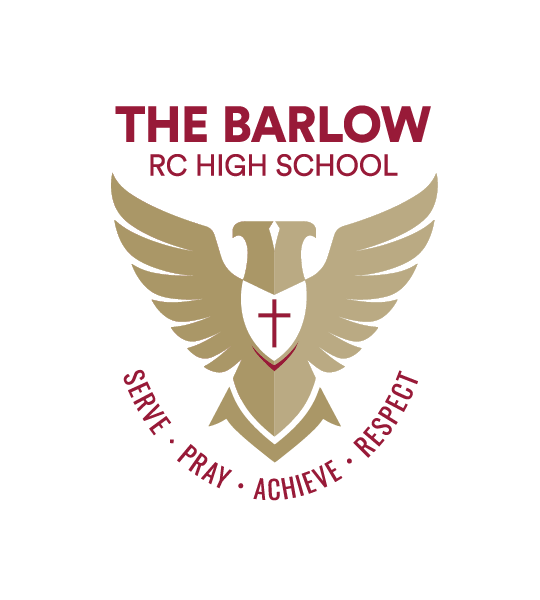 THE BARLOW
RC HIGH SCHOOL
SERVE · PRAY · ACHIEVE · RESPECT